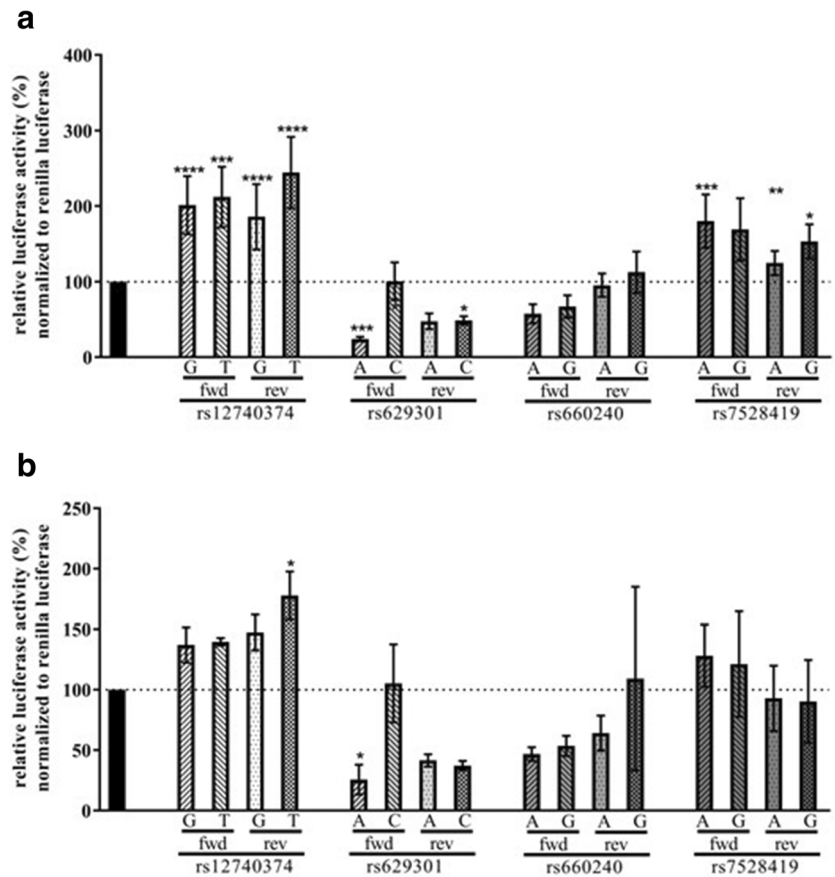 a
relative luciferase activity (%)
normalized to renilla luciferase
400
300
200
100
0
**** *** **** **** *** * *** ** *
G T G T A C A C A G A G A G A G
fwd rev fwd rev fwd rev fwd rev
rs12740374 rs629301 rs660240 rs7528419
b
relative luciferase activity (%)
normalized to renilla luciferase
250
200
150
100
50
0
* *
G T G T A C A C A G A G A G A G
fwd rev fwd rev fwd rev fwd rev
rs12740374 rs629301 rs660240 rs7528419